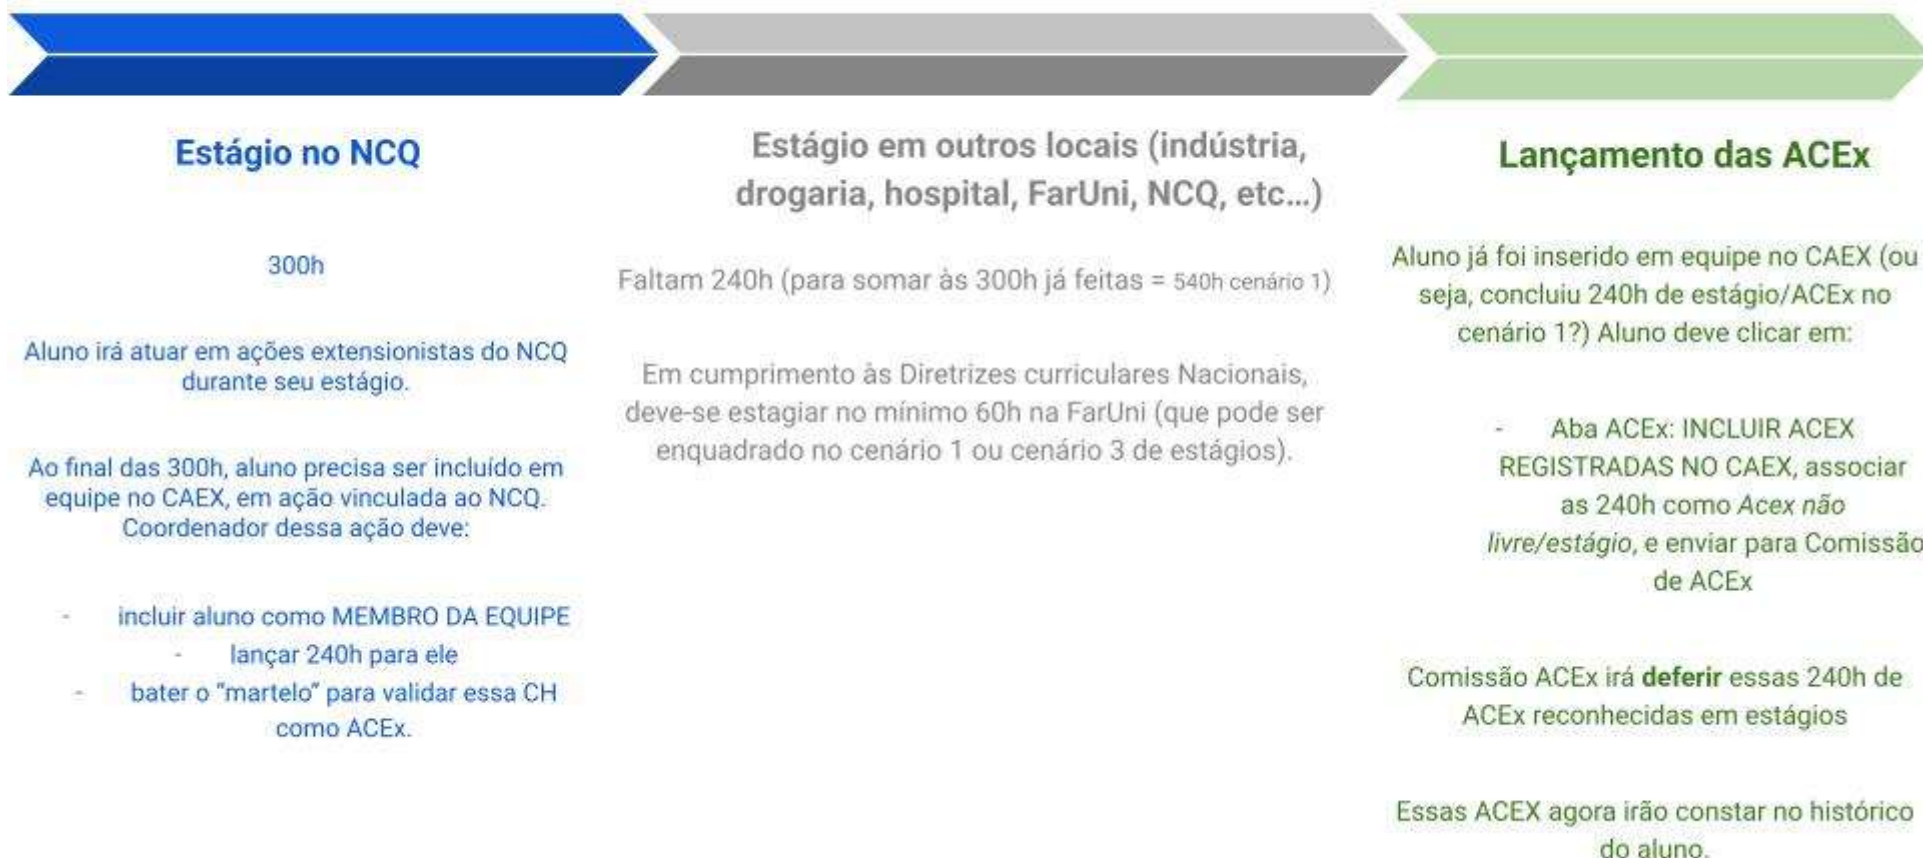 Estágio no NCQ
300h
Aluno irá atuar em ações extensionistas do NCQ
durante seu estágio.
Ao final das 300h, aluno precisa ser incluído em
equipe no CAEX, em ação vinculada ao NCQ.
Coordenador dessa ação deve:
- incluir aluno como MEMBRO DA EQUIPE
- lançar 240h para ele
- bater o "martelo" para validar essa CH
como ACEx.
Estágio em outros locais (indústria,
drogaria, hospital, FarUni, NCQ, etc...)
Faltam 240h (para somar às 300h já feitas = 540h cenário 1)
Em cumprimento às Diretrizes curriculares Nacionais,
deve-se estagiar no mínimo 60h na FarUni (que pode ser
enquadrado no cenário 1 ou cenário 3 de estágios).
Lançamento das ACEx
Aluno já foi inserido em equipe no CAEX (ou
seja, concluiu 240h de estágio/ACEx no
cenário 1?) Aluno deve clicar em:
- Aba ACEx: INCLUIR ACEX
REGISTRADAS NO CAEX, associar
as 240h como Acex não
livre/estágio, e enviar para Comissão
de ACEx
Comissão ACEx irá deferir essas 240h de
ACEx reconhecidas em estágios
Essas ACEX agora irão constar no histórico
do aluno.